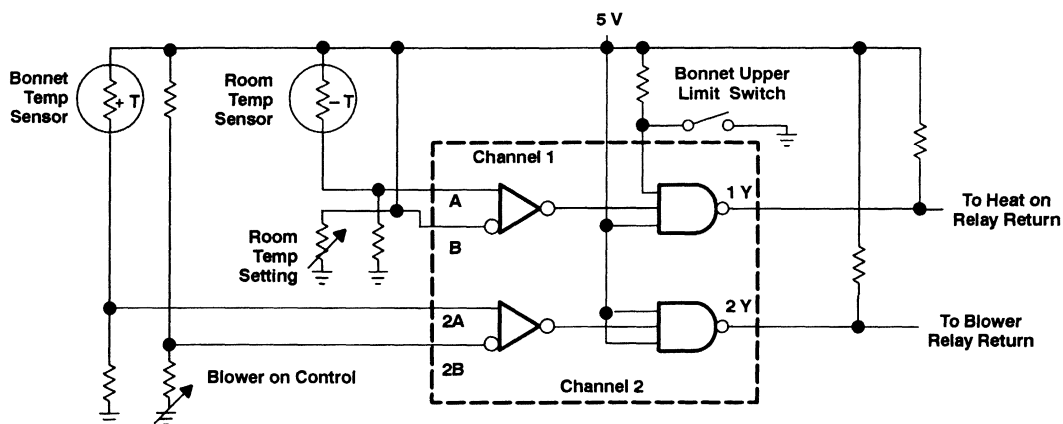 5 V
Bonnet
Temp
Sensor
+ T
Room
Temp
Sensor
– T
Bonnet Upper
Limit Switch
Channel 1
A
B
1 Y
To Heat on
Relay Return
Room
Temp
Setting
2A
2B
2 Y
To Blower
Relay Return
Blower on Control
Channel 2